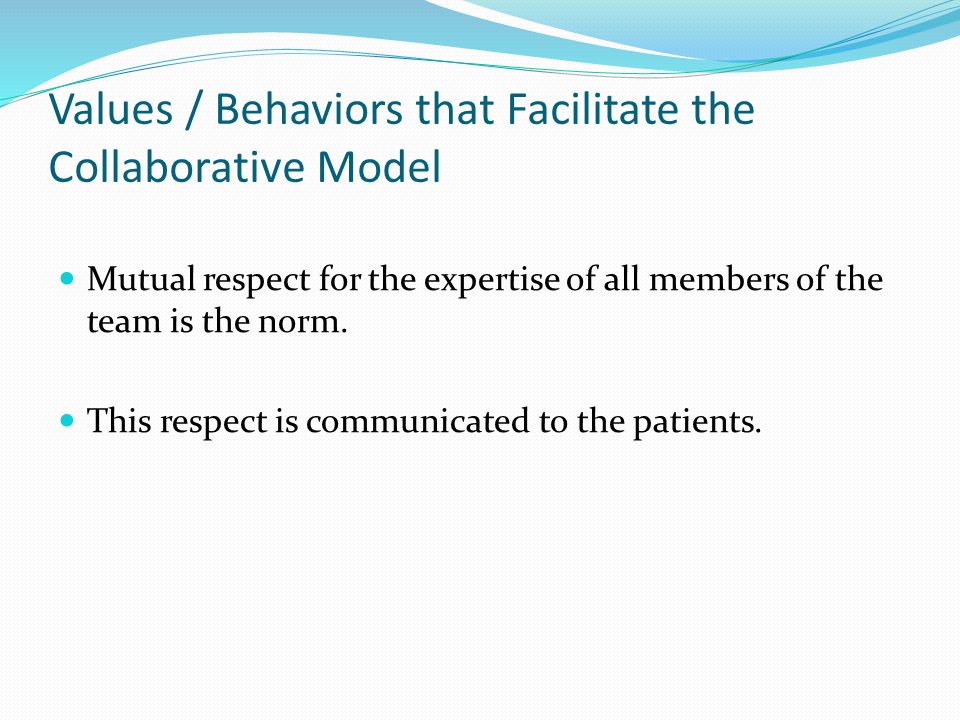 Values / Behaviors that Facilitate the
Collaborative Model
Mutual respect for the expertise of all members of the
team is the norm.
This respect is communicated to the patients.